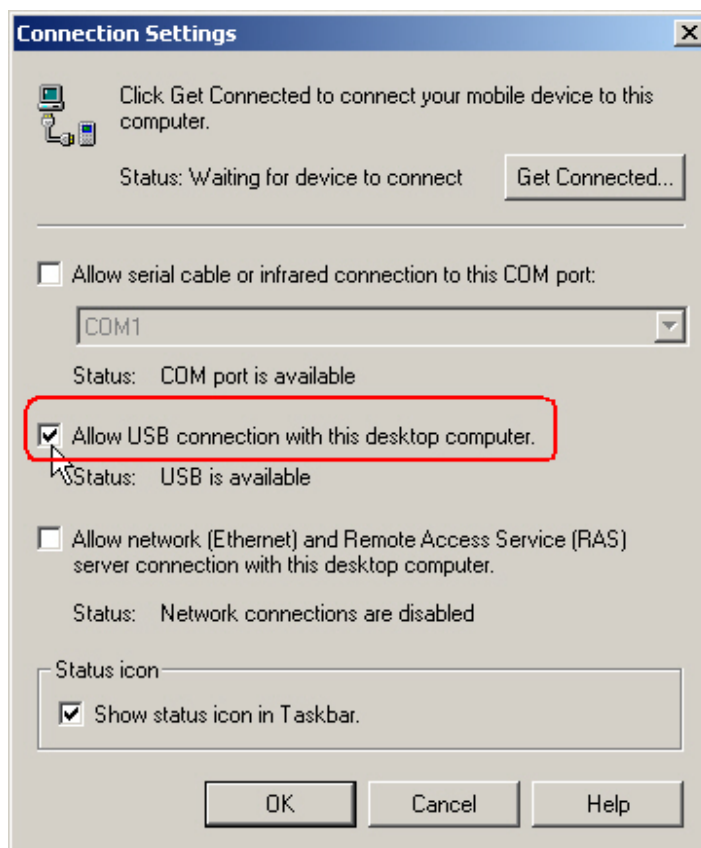 Connection Settings
Click Get Connected to connect your mobile device to this
computer.
Status: Waiting for device to connect
Get Connected...
Allow serial cable or infrared connection to this COM port:
COM1
Status: COM port is available
Allow USB connection with this desktop computer.
Status: USB is available
Allow network (Ethernet) and Remote Access Service (RAS)
server connection with this desktop computer.
Status: Network connections are disabled
Status icon
Show status icon in Taskbar.
OK
Cancel
Help